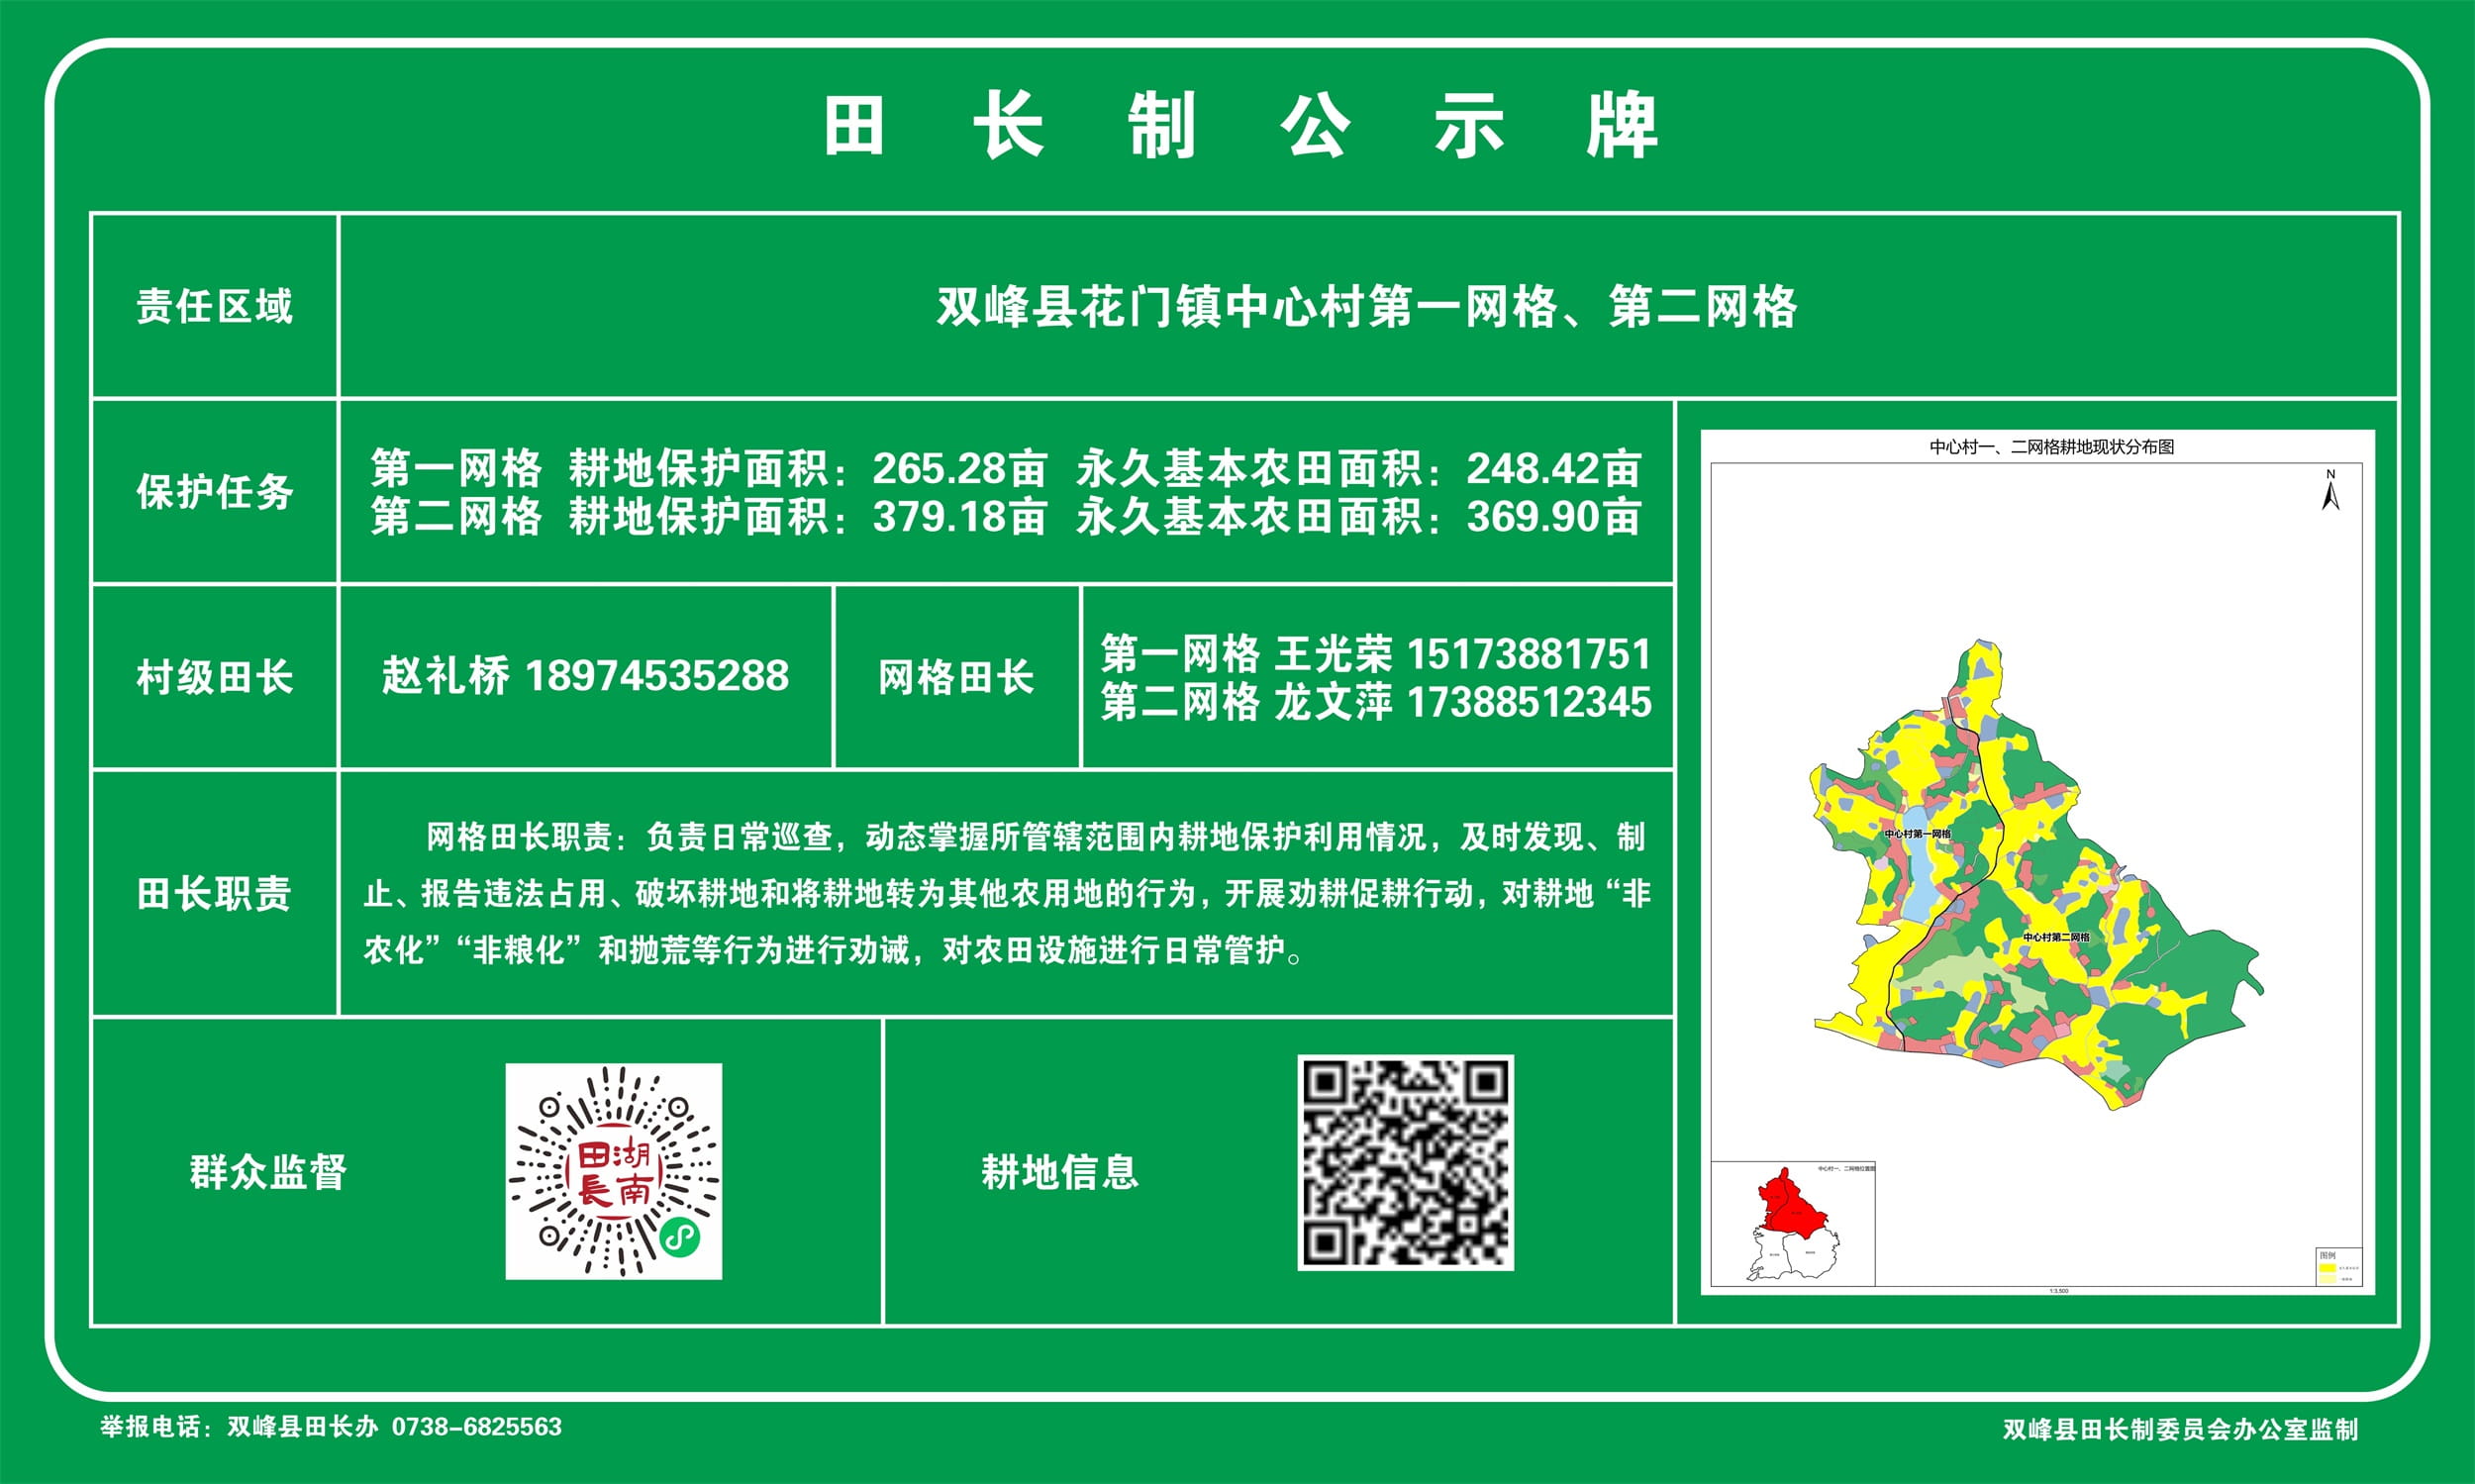 田长制公示牌
责任区域
双峰县花门镇中心村第一网格、第二网格
保护任务
第一网格 耕地保护面积：265.28亩 永久基本农田面积：248.42亩
第二网格 耕地保护面积：379.18亩 永久基本农田面积：369.90亩
村级田长
赵礼桥 18974535288
网格田长
第一网格 王光荣 15173881751
第二网格 龙文萍 17388512345
田长职责
网格田长职责：负责日常巡查，动态掌握所管辖范围内耕地保护利用情况，及时发现、制
止、报告违法占用、破坏耕地和将耕地转为其他农用地的行为，开展劝耕促耕行动，对耕地“非
农化”“非粮化”和抛荒等行为进行劝诫，对农田设施进行日常管护。
群众监督
田湖
長南
耕地信息
中心村一、二网格耕地现状分布图
N
中心村第一网格
中心村第二网格
中心村一、二网格位置图
图例
1:3,500
举报电话：双峰县田长办 0738-6825563
双峰县田长制委员会办公室监制